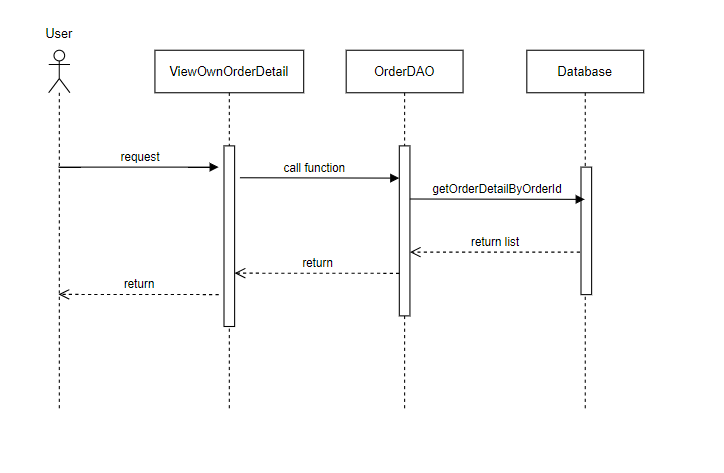 User
ViewOwnOrderDetail
OrderDAO
Database
request
call function
getOrderDetailByOrderId
return list
return
return